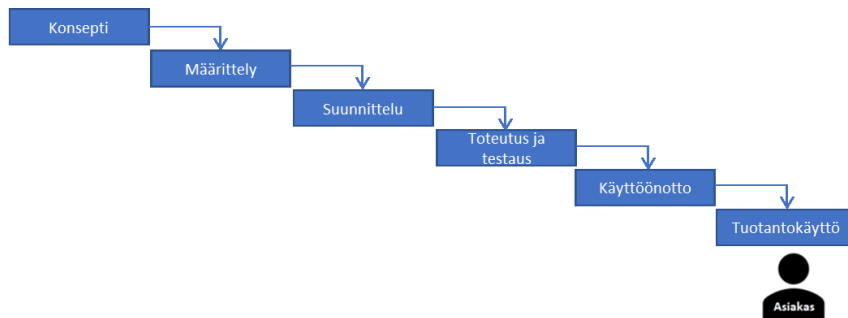 Konsepti
Määrittely
Suunnittelu
Toteutus ja
testaus
Käyttöönotto
Tuotantokäyttö
Asiakas